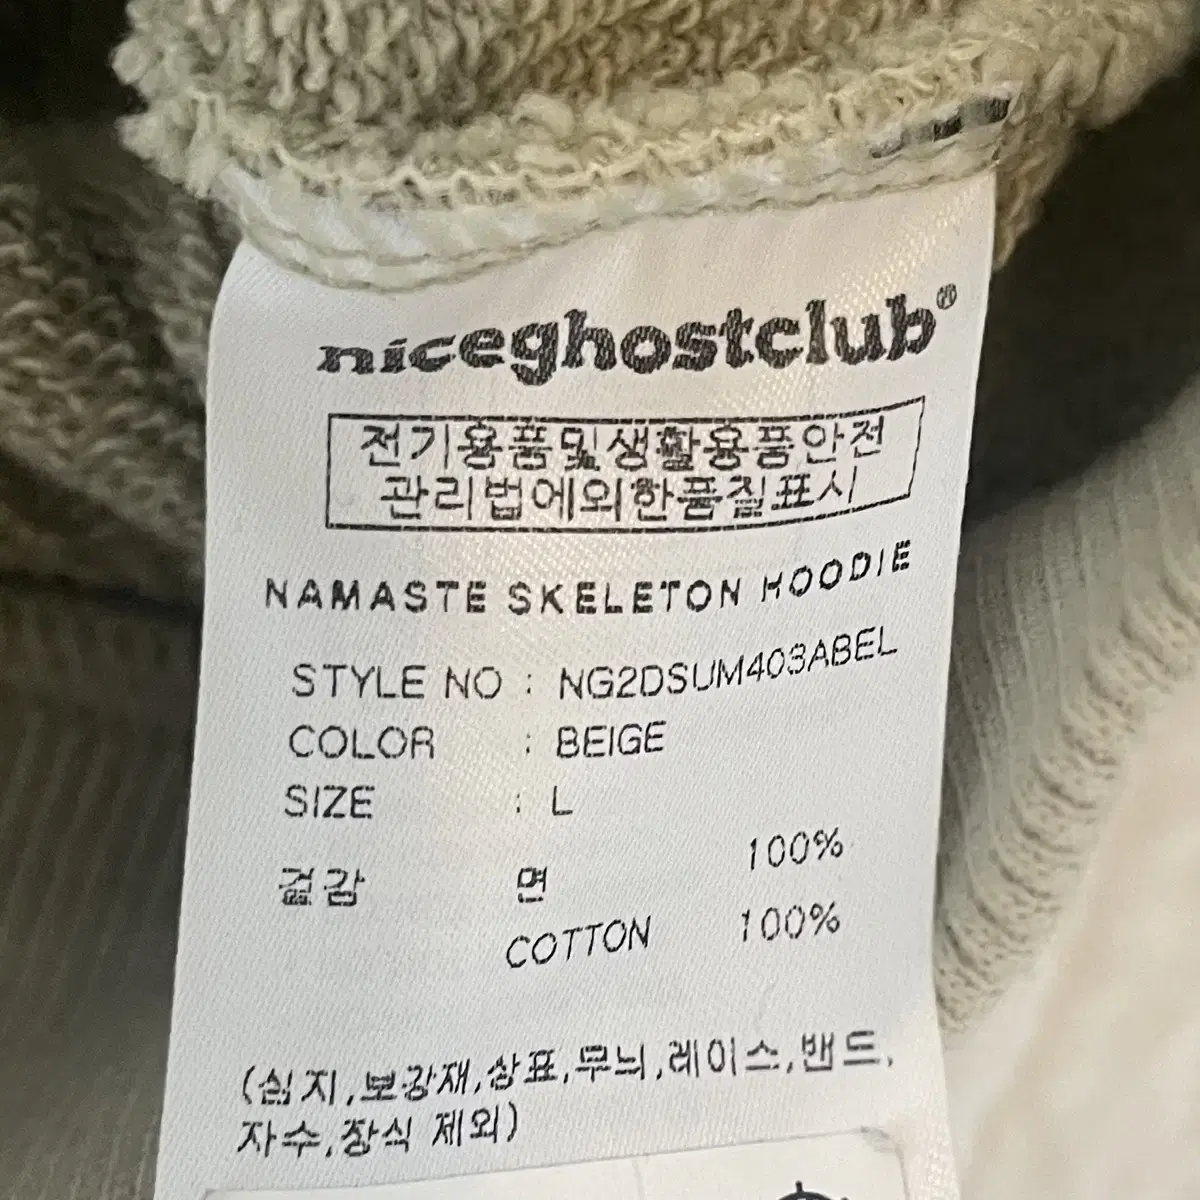 niceghostclub®
전기용품및생활용품안전
관리법에의한품질표시
NAMASTE SKELETON HOODIE
STYLE NO : NG2DSUM403ABEL
COLOR : BEIGE
SIZE : L
겉감 면 100%
COTTON 100%
(심지,보강재,상표,무늬,레이스,밴드,
자수,장식 제외)